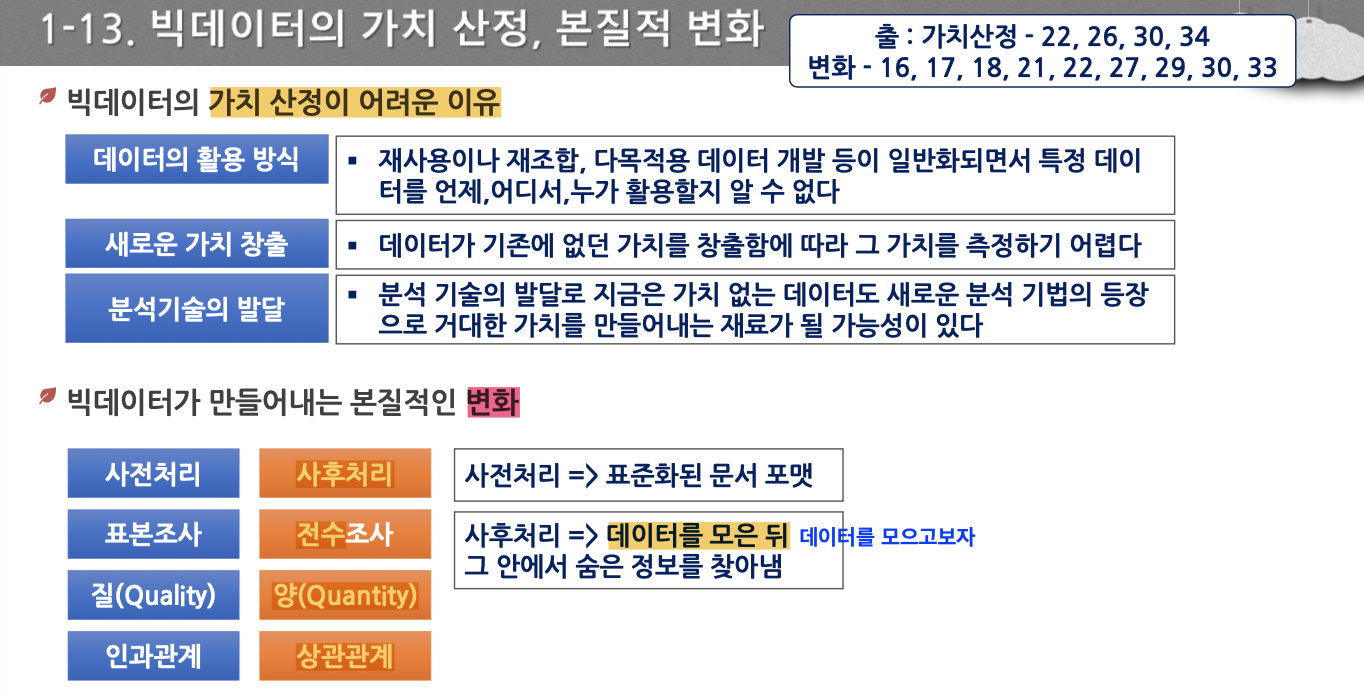 1-13. 빅데이터의 가치 산정, 본질적 변화
출 : 가치산정 - 22, 26, 30, 34
변화 - 16, 17, 18, 21, 22, 27, 29, 30, 33
빅데이터의 가치 산정이 어려운 이유
데이터의 활용 방식
▪ 재사용이나 재조합, 다목적용 데이터 개발 등이 일반화되면서 특정 데이
터를 언제,어디서,누가 활용할지 알 수 없다
새로운 가치 창출
▪ 데이터가 기존에 없던 가치를 창출함에 따라 그 가치를 측정하기 어렵다
분석기술의 발달
▪ 분석 기술의 발달로 지금은 가치 없는 데이터도 새로운 분석 기법의 등장
으로 거대한 가치를 만들어내는 재료가 될 가능성이 있다
빅데이터가 만들어내는 본질적인 변화
사전처리
사후처리
사전처리 => 표준화된 문서 포맷
표본조사
전수조사
사후처리 => 데이터를 모은 뒤 데이터를 모으고보자
그 안에서 숨은 정보를 찾아냄
질(Quality)
양(Quantity)
인과관계
상관관계